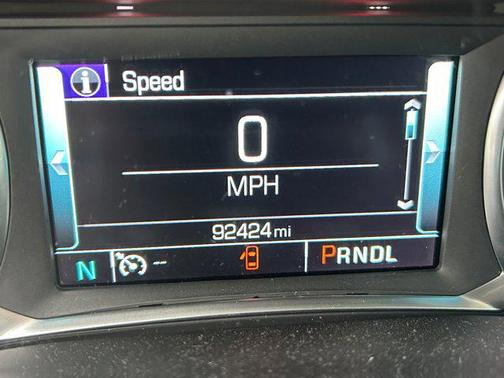 Speed
0
MPH
92424 mi
N -- PRNDL